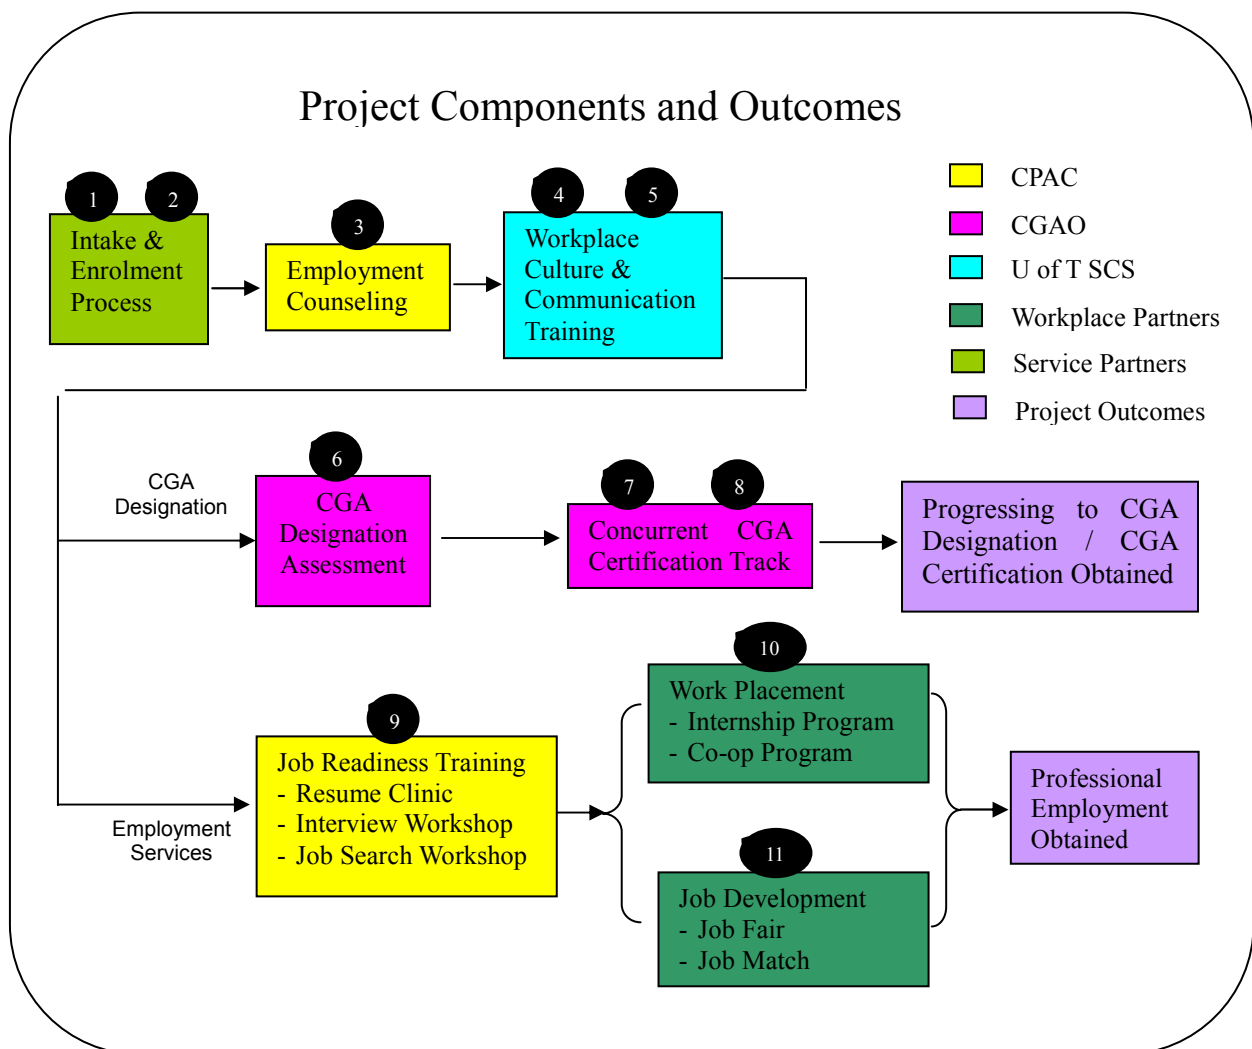 Project Components and Outcomes
1
2
Intake &
Enrolment
Process
3
Employment
Counseling
4
5
Workplace
Culture &
Communication
Training
CPAC
CGAO
U of T SCS
Workplace Partners
Service Partners
Project Outcomes
CGA
Designation
6
CGA
Designation
Assessment
7
8
Concurrent CGA
Certification Track
Progressing to CGA
Designation / CGA
Certification Obtained
Employment
Services
9
Job Readiness Training
- Resume Clinic
- Interview Workshop
- Job Search Workshop
10
Work Placement
- Internship Program
- Co-op Program
11
Job Development
- Job Fair
- Job Match
Professional
Employment
Obtained